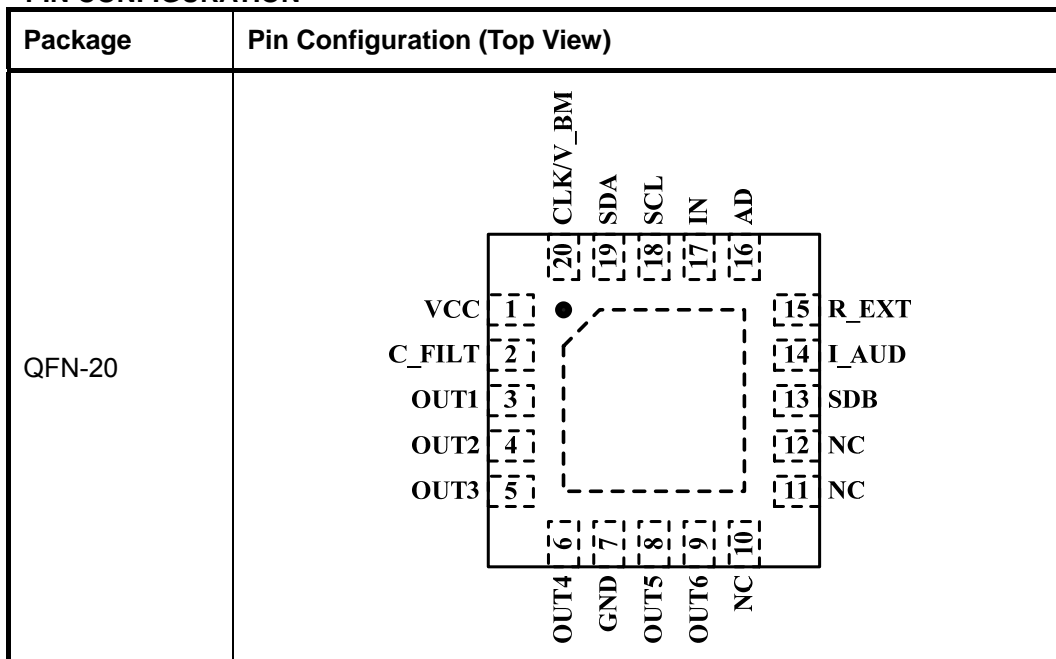 Package
Pin Configuration (Top View)
QFN-20
CLK/V_BM
SDA
SCL
IN
AD
20
19
18
17
16
VCC 1
C_FILT 2
OUT1 3
OUT2 4
OUT3 5
15 R_EXT
14 I_AUD
13 SDB
12 NC
11 NC
6
7
8
9
10
OUT4
GND
OUT5
OUT6
NC